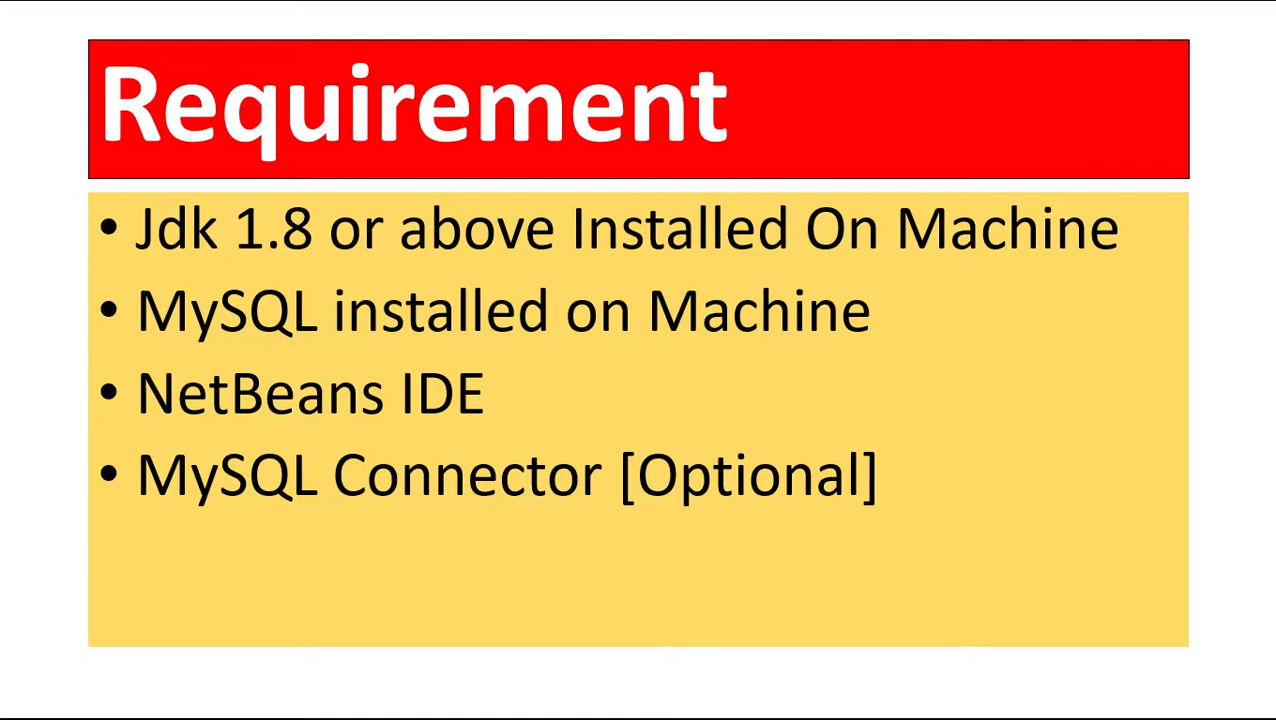 Requirement
• Jdk 1.8 or above Installed On Machine
• MySQL installed on Machine
• NetBeans IDE
• MySQL Connector [Optional]